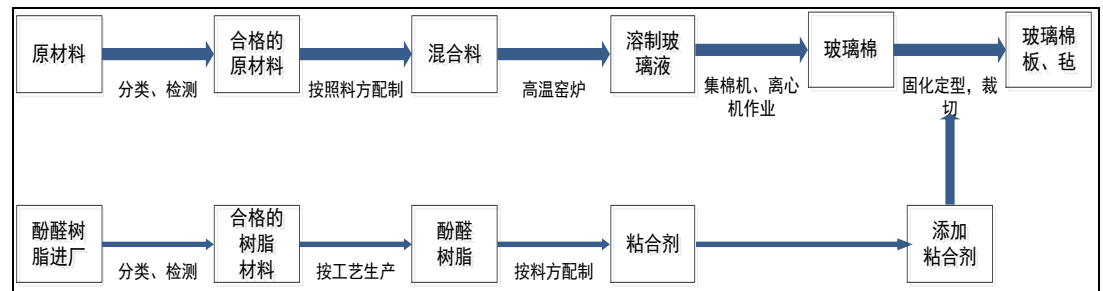 原材料
分类、检测
合格的
原材料
按照料方配制
混合料
高温窑炉
溶制玻
璃液
集棉机、离心
机作业
玻璃棉
固化定型，裁
切
玻璃棉
板、毡
酚醛树
脂进厂
分类、检测
合格的
树脂
材料
按工艺生产
酚醛
树脂
按料方配制
粘合剂
添加
粘合剂